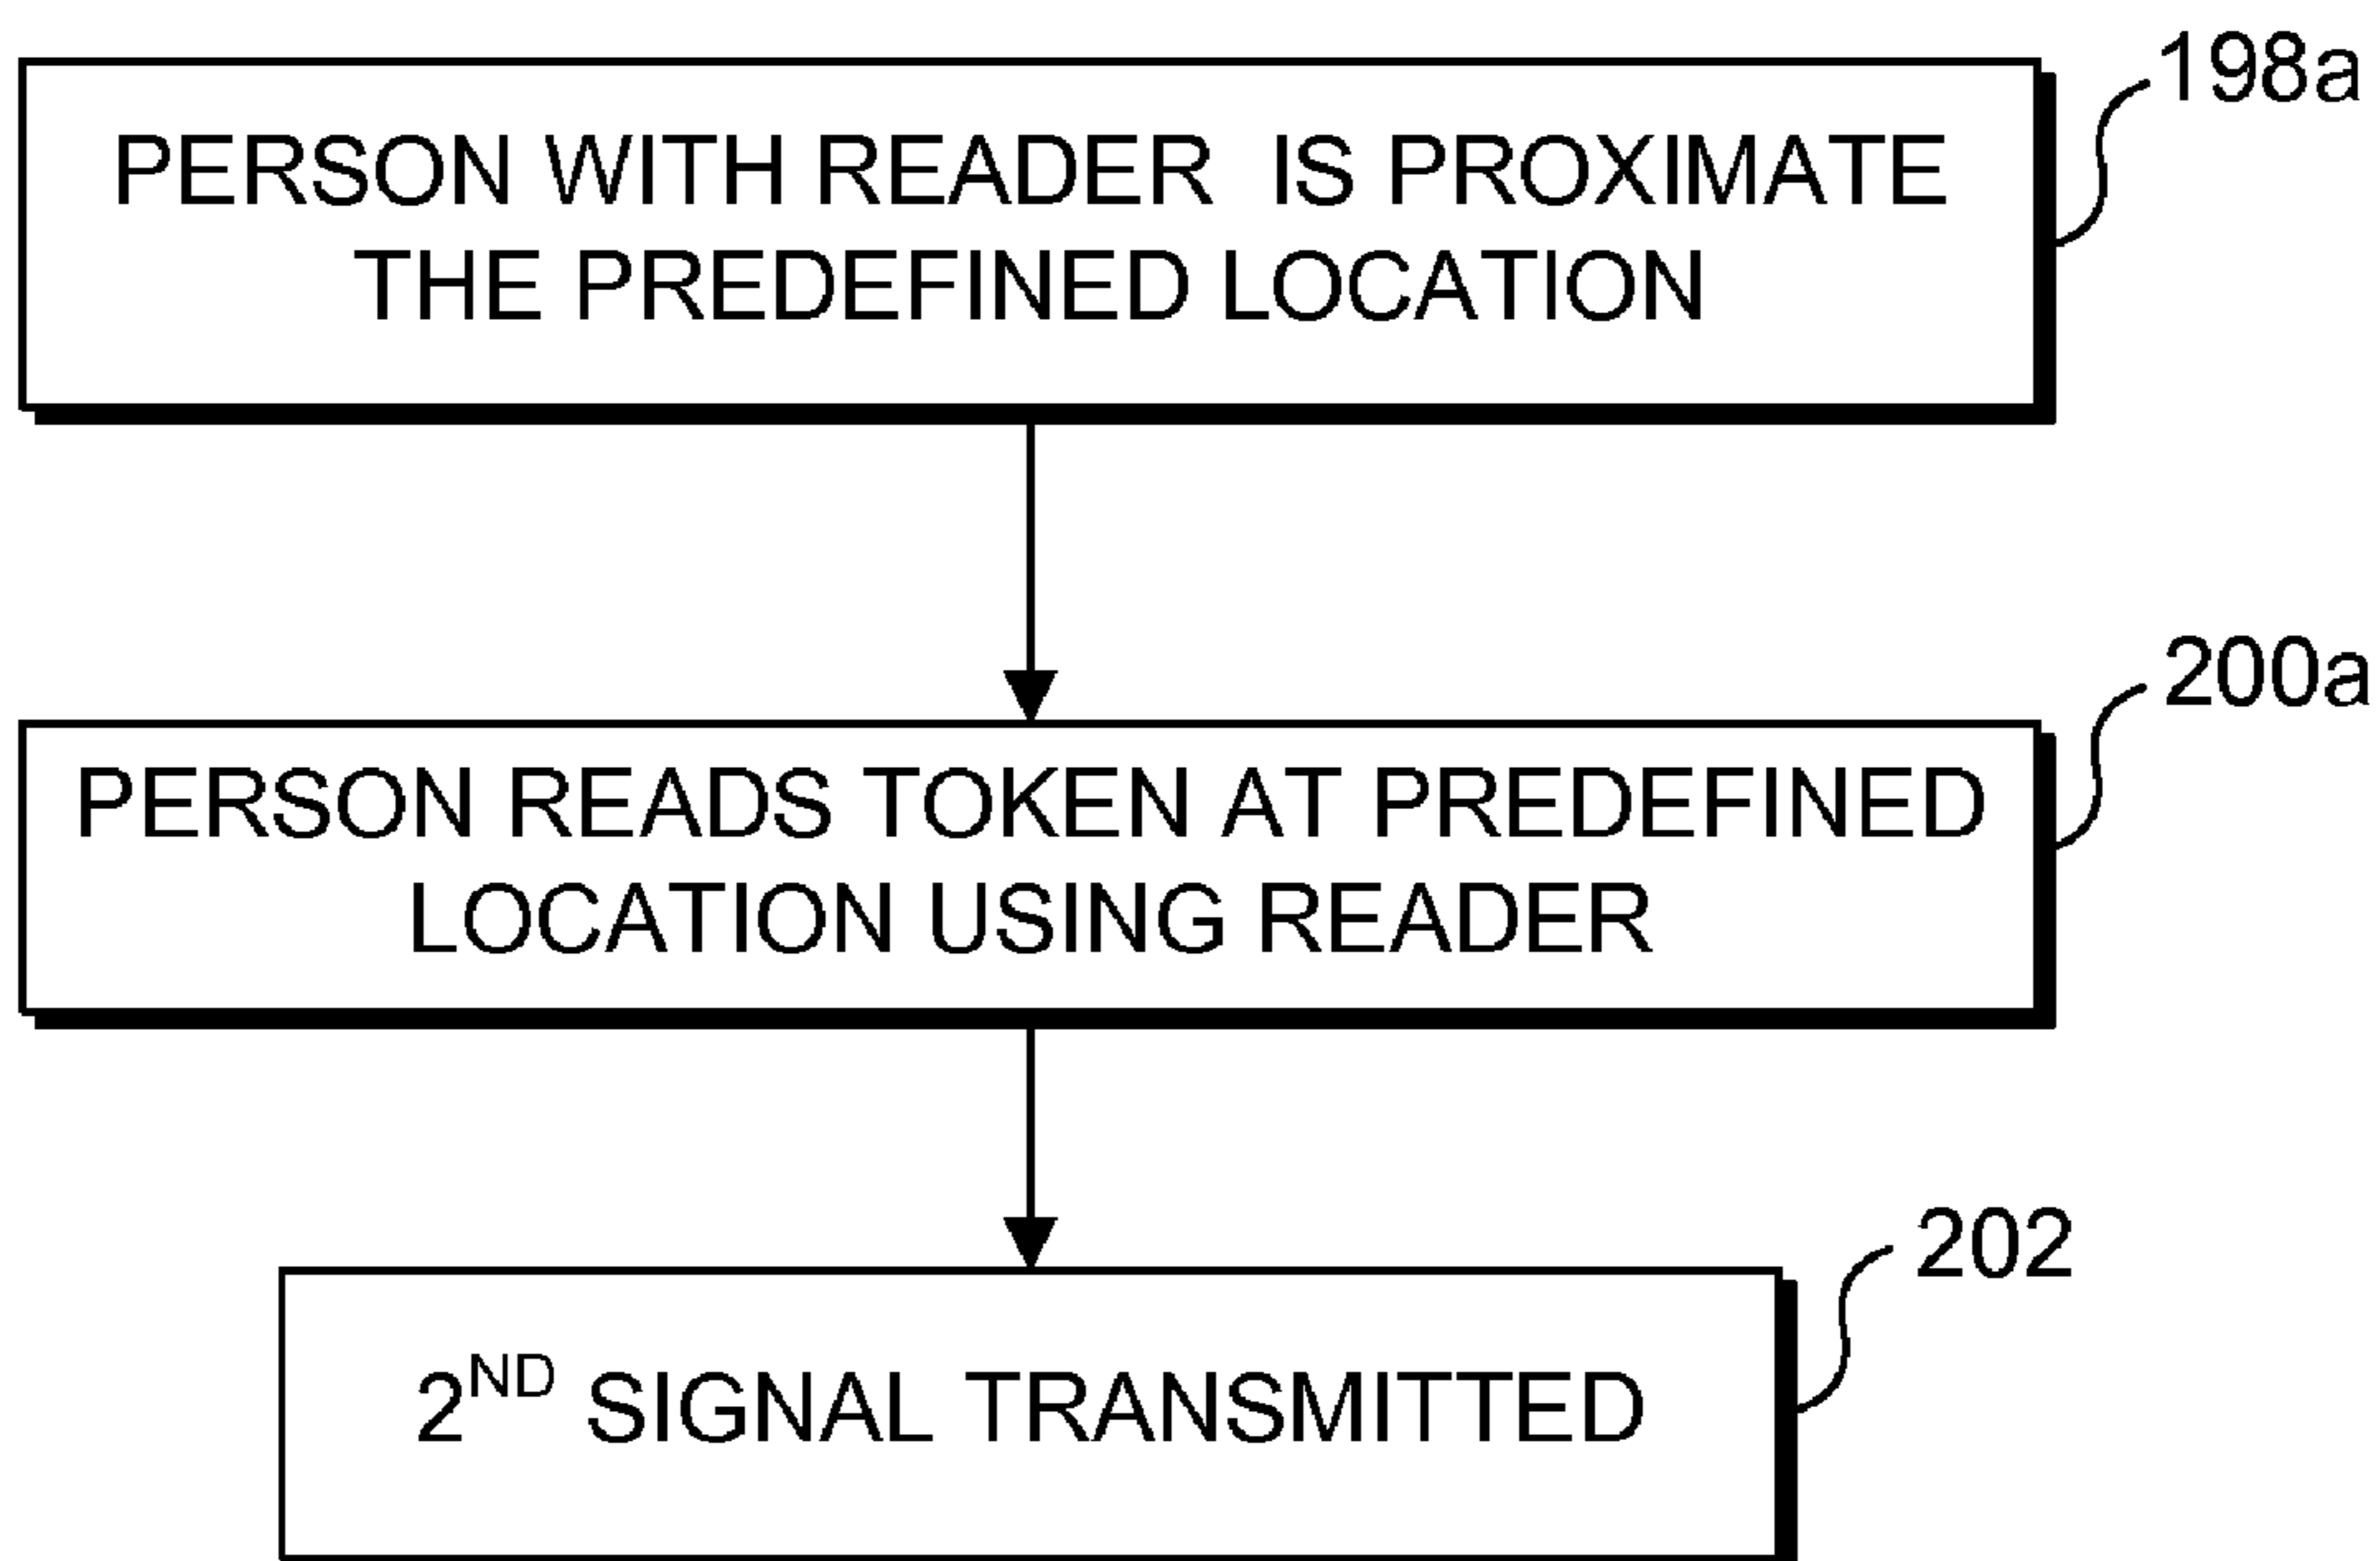 198a
PERSON WITH READER IS PROXIMATE
THE PREDEFINED LOCATION
200a
PERSON READS TOKEN AT PREDEFINED
LOCATION USING READER
202
2ND SIGNAL TRANSMITTED